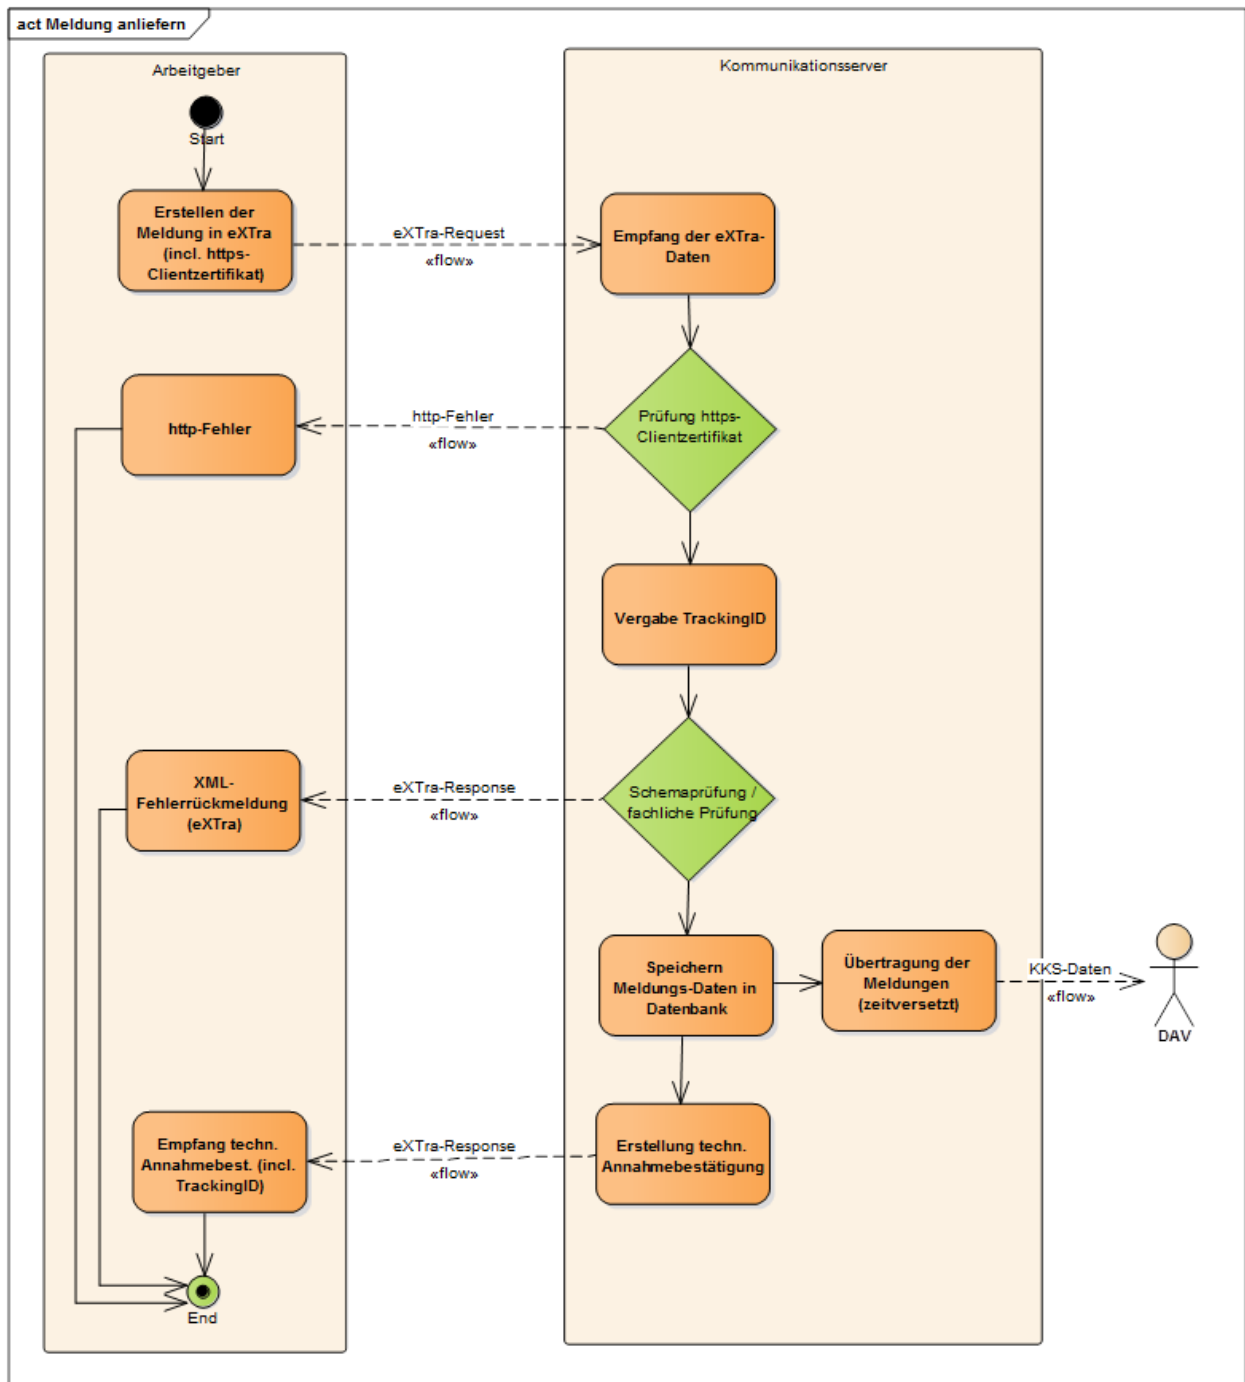 act Meldung anliefern
Arbeitgeber
Kommunikationsserver
Start
Erstellen der
Meldung in eXTra
(incl. https-
Clientzertifikat)
eXTra-Request
«flow»
Empfang der eXTra-
Daten
http-Fehler
http-Fehler
«flow»
Prüfung https-
Clientzertifikat
Vergabe TrackingID
XML-
Fehlerrückmeldung
(eXTra)
eXTra-Response
«flow»
Schemaprüfung /
fachliche Prüfung
Speichern
Meldungs-Daten in
Datenbank
Übertragung der
Meldungen
(zeitversetzt)
KKS-Daten
«flow»
DAV
Empfang techn.
Annahmebest. (incl.
TrackingID)
eXTra-Response
«flow»
Erstellung techn.
Annahmebestätigung
End